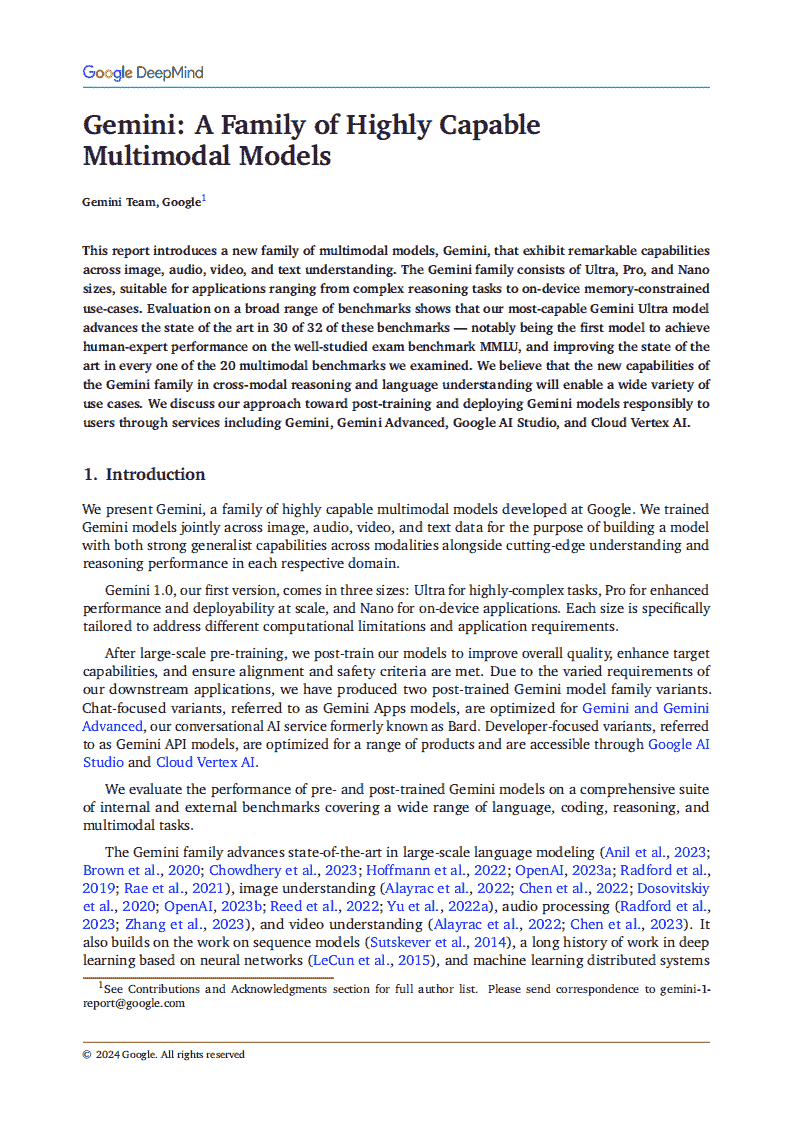 Google DeepMind
Gemini: A Family of Highly Capable
Multimodal Models
Gemini Team, Google1
This report introduces a new family of multimodal models, Gemini, that exhibit remarkable capabilities
across image, audio, video, and text understanding. The Gemini family consists of Ultra, Pro, and Nano
sizes, suitable for applications ranging from complex reasoning tasks to on-device memory-constrained
use-cases. Evaluation on a broad range of benchmarks shows that our most-capable Gemini Ultra model
advances the state of the art in 30 of 32 of these benchmarks — notably being the first model to achieve
human-expert performance on the well-studied exam benchmark MMLU, and improving the state of the
art in every one of the 20 multimodal benchmarks we examined. We believe that the new capabilities of
the Gemini family in cross-modal reasoning and language understanding will enable a wide variety of
use cases. We discuss our approach toward post-training and deploying Gemini models responsibly to
users through services including Gemini, Gemini Advanced, Google AI Studio, and Cloud Vertex AI.
1. Introduction
We present Gemini, a family of highly capable multimodal models developed at Google. We trained
Gemini models jointly across image, audio, video, and text data for the purpose of building a model
with both strong generalist capabilities across modalities alongside cutting-edge understanding and
reasoning performance in each respective domain.
Gemini 1.0, our first version, comes in three sizes: Ultra for highly-complex tasks, Pro for enhanced
performance and deployability at scale, and Nano for on-device applications. Each size is specifically
tailored to address different computational limitations and application requirements.
After large-scale pre-training, we post-train our models to improve overall quality, enhance target
capabilities, and ensure alignment and safety criteria are met. Due to the varied requirements of
our downstream applications, we have produced two post-trained Gemini model family variants.
Chat-focused variants, referred to as Gemini Apps models, are optimized for Gemini and Gemini
Advanced, our conversational AI service formerly known as Bard. Developer-focused variants, referred
to as Gemini API models, are optimized for a range of products and are accessible through Google AI
Studio and Cloud Vertex AI.
We evaluate the performance of pre- and post-trained Gemini models on a comprehensive suite
of internal and external benchmarks covering a wide range of language, coding, reasoning, and
multimodal tasks.
The Gemini family advances state-of-the-art in large-scale language modeling (Anil et al., 2023;
Brown et al., 2020; Chowdhery et al., 2023; Hoffmann et al., 2022; OpenAI, 2023a; Radford et al.,
2019; Rae et al., 2021), image understanding (Alayrac et al., 2022; Chen et al., 2022; Dosovitskiy
et al., 2020; OpenAI, 2023b; Reed et al., 2022; Yu et al., 2022a), audio processing (Radford et al.,
2023; Zhang et al., 2023), and video understanding (Alayrac et al., 2022; Chen et al., 2023). It
also builds on the work on sequence models (Sutskever et al., 2014), a long history of work in deep
learning based on neural networks (LeCun et al., 2015), and machine learning distributed systems
1See Contributions and Acknowledgments section for full author list. Please send correspondence to gemini-1-
report@google.com
© 2024 Google. All rights reserved